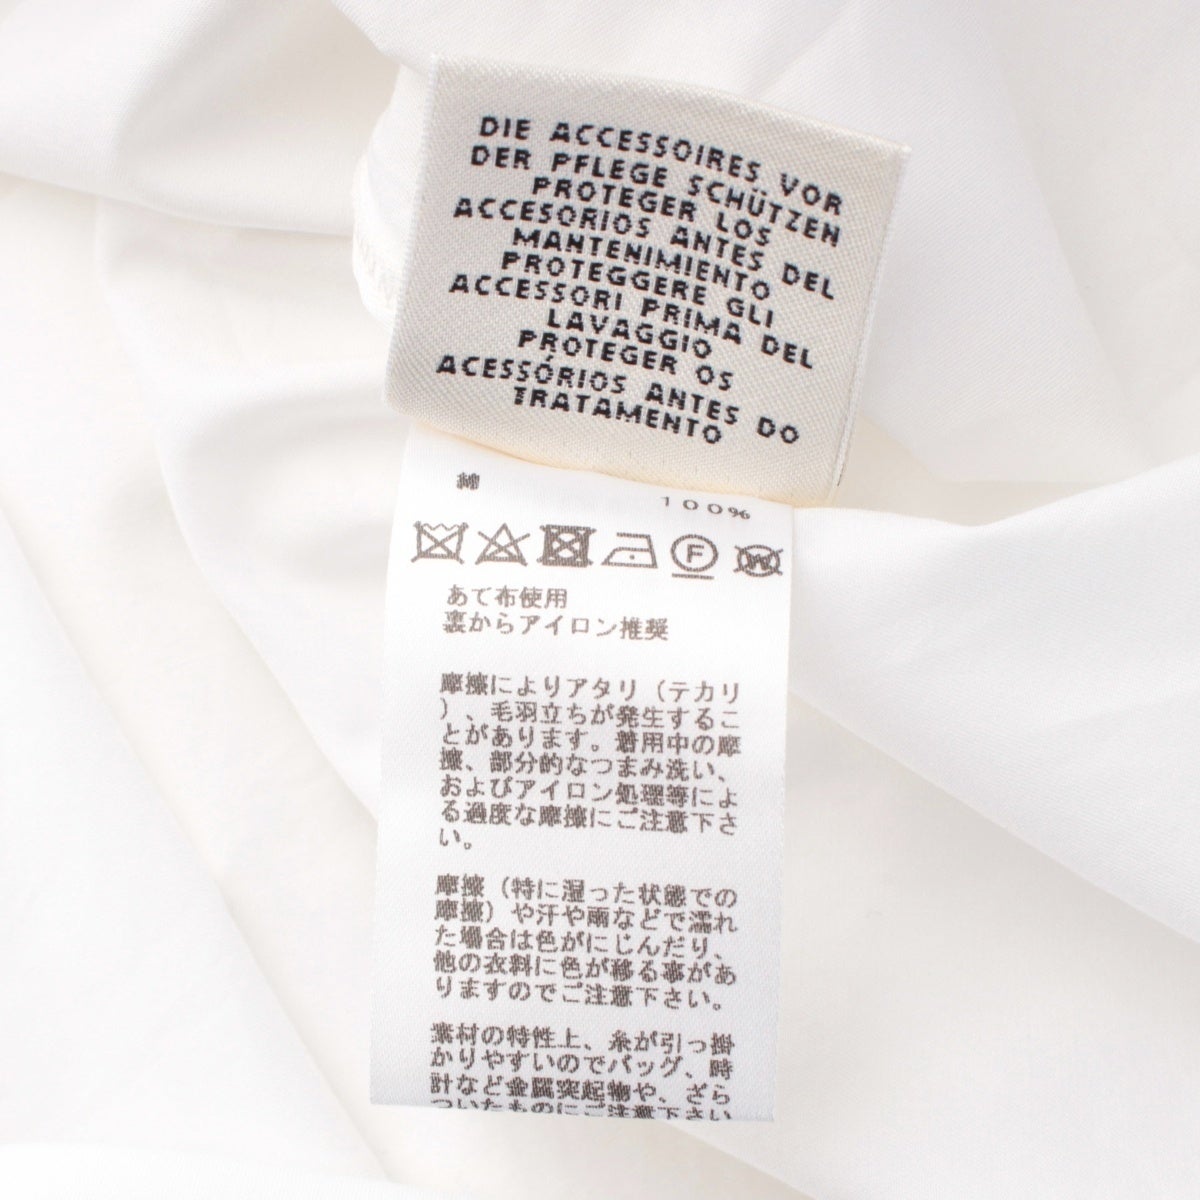 DIE ACCESSOIRES VOR
DER PFLEGE SCHÜTZEN
PROTEGER LOS
ACCESORIOS ANTES DEL
MANTENIMIENTO
PROTEGGERE GLI
ACCESSORI PRIMA DEL
LAVAGGIO
PROTEGER OS
ACESSÓRIOS ANTES DO
TRATAMENTO
綿 100%
F W
あて布使用
裏からアイロン推奨
摩擦によりアタリ（テカリ
）、毛羽立ちが発生するこ
とがあります。着用中の摩
擦、部分的なつまみ洗い、
およびアイロン処理等によ
る過度な摩擦にご注意下さ
い。
摩擦（特に湿った状態での
摩擦）や汗や雨などで濡れ
た場合は色がにじんだり、
他の衣料に色が移る事があ
りますのでご注意下さい。
素材の特性上、糸が引っ掛
かりやすいのでバッグ、時
計など金属突起物や、ざら
ついたものにご注意下さい